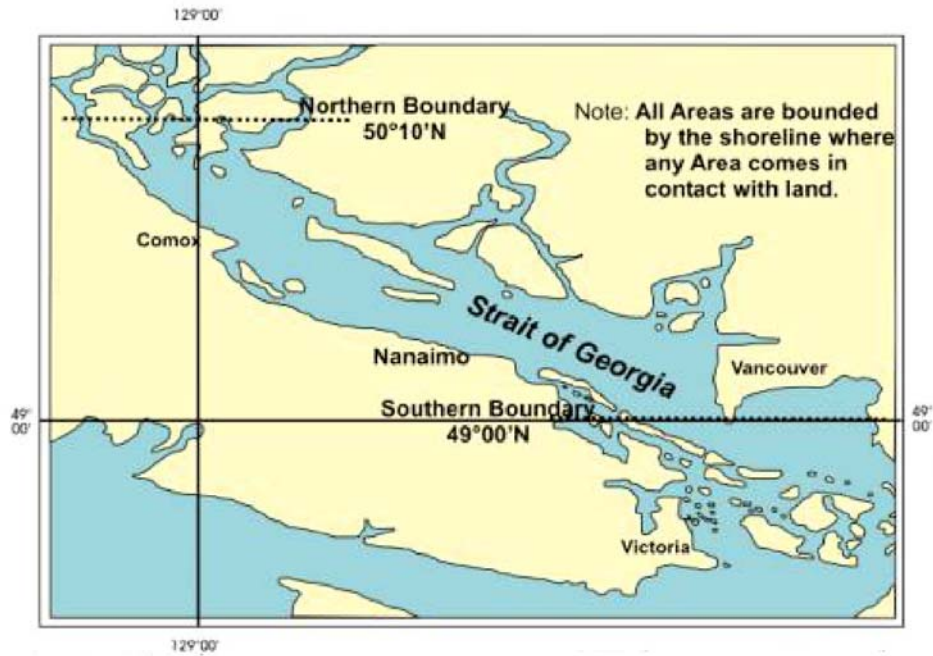 129°00'
Northern Boundary
50°10'N
Note: All Areas are bounded
by the shoreline where
any Area comes in
contact with land.
Comox
Strait of Georgia
Nanaimo
Vancouver
49°
00'
Southern Boundary
49°00'N
49°
00'
Victoria
129°00'